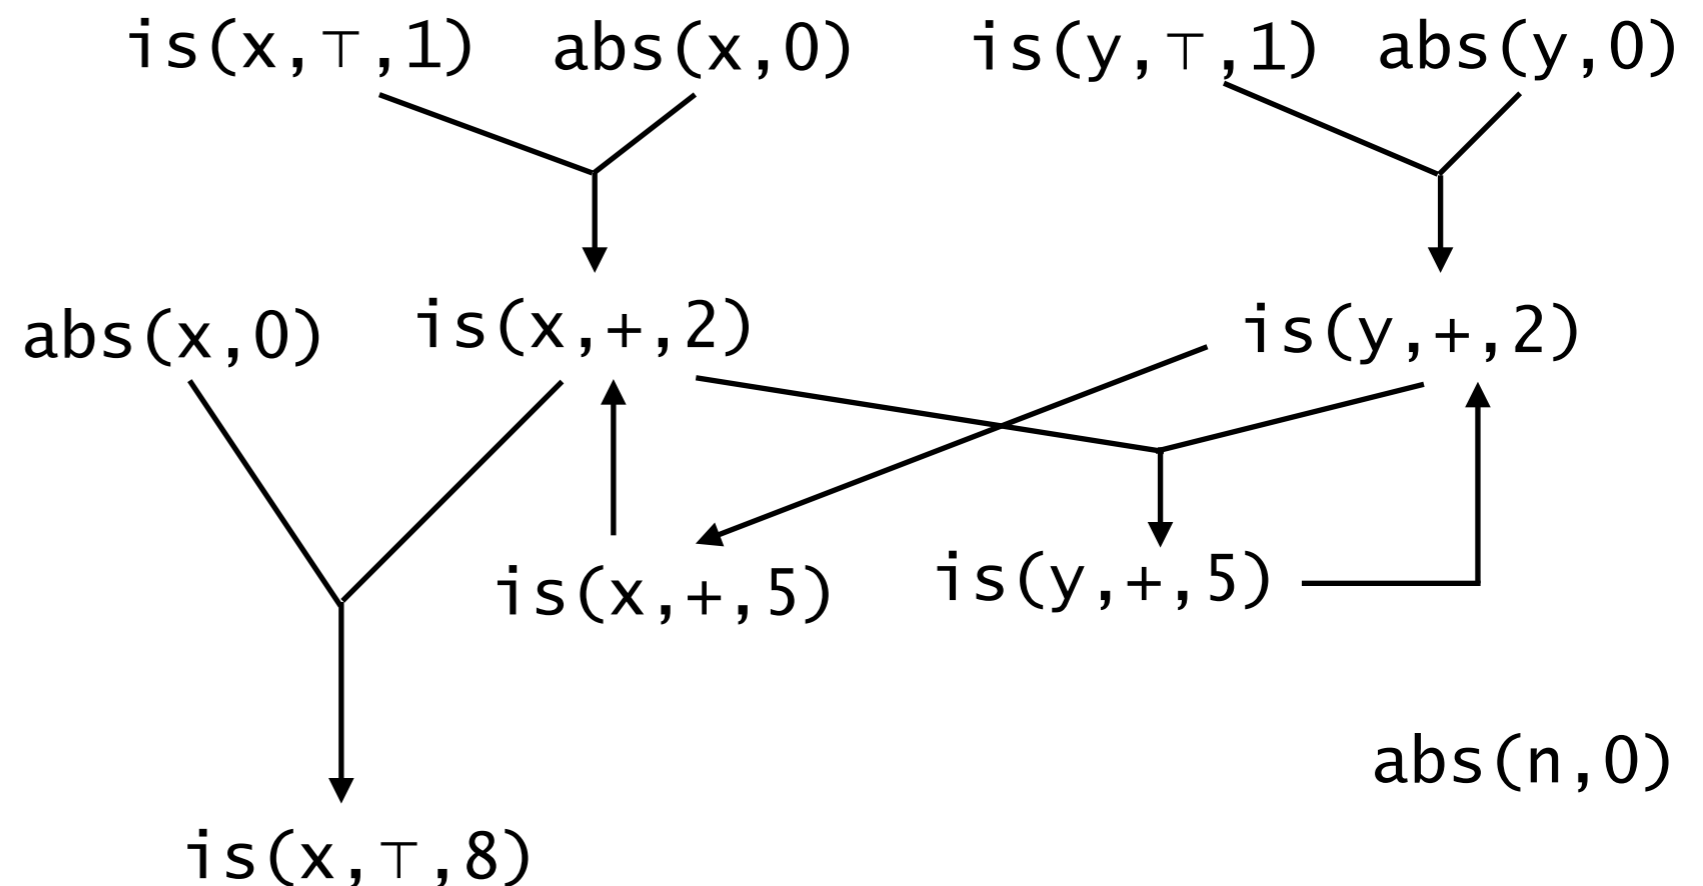 is(x,⊤,1) abs(x,0) is(y,⊤,1) abs(y,0)
abs(x,0) is(x,+,2) is(y,+,2)
is(x,+,5) is(y,+,5)
abs(n,0)
is(x,⊤,8)